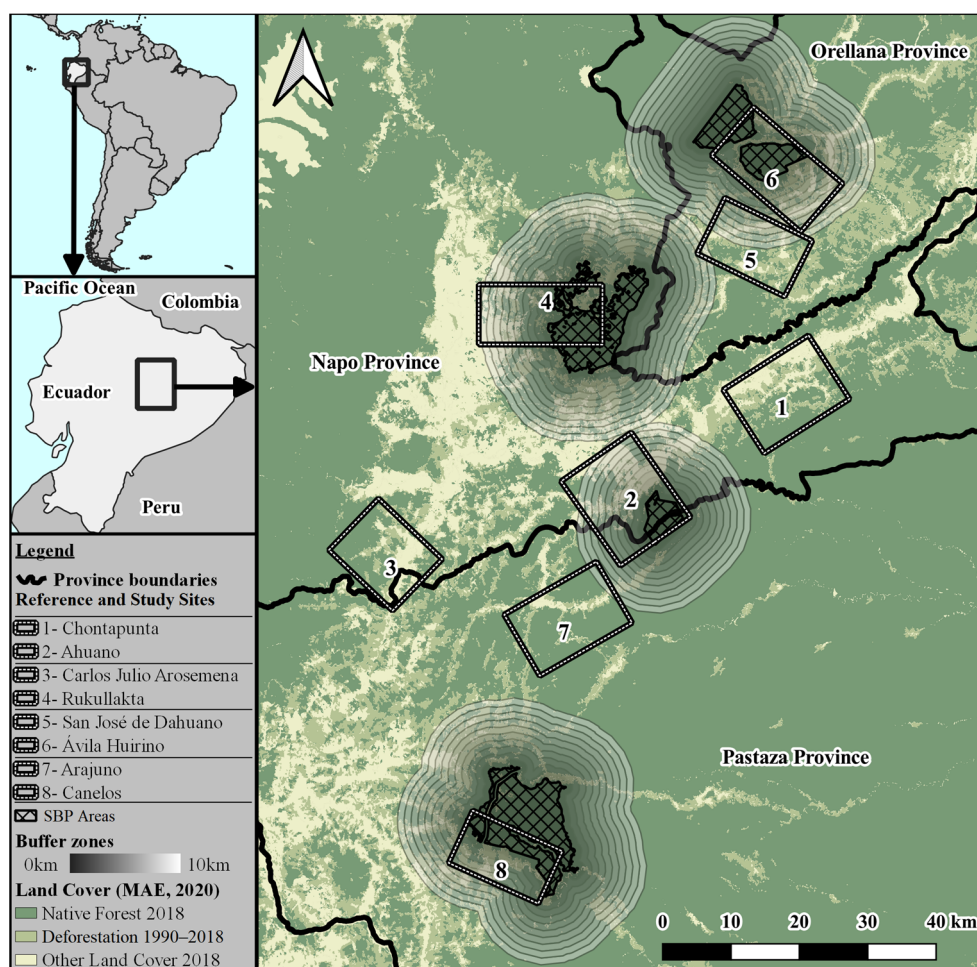 Pacific Ocean
Colombia
Ecuador
Peru
Legend
Province boundaries
Reference and Study Sites
1- Chontapunta
2- Ahuano
3- Carlos Julio Arosemena
4- Rukullakta
5- San José de Dahuano
6- Ávila Huirino
7- Arajuno
8- Canelos
SBP Areas
Buffer zones
0km 10km
Land Cover (MAE, 2020)
Native Forest 2018
Deforestation 1990–2018
Other Land Cover 2018
Orellana Province
6
5
4
Napo Province
1
2
3
7
Pastaza Province
8
0 10 20 30 40 km